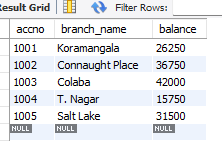 Result Grid Filter Rows:
accno branch_name balance
1001 Koramangala 26250
1002 Connaught Place 36750
1003 Colaba 42000
1004 T. Nagar 15750
1005 Salt Lake 31500
NULL NULL NULL